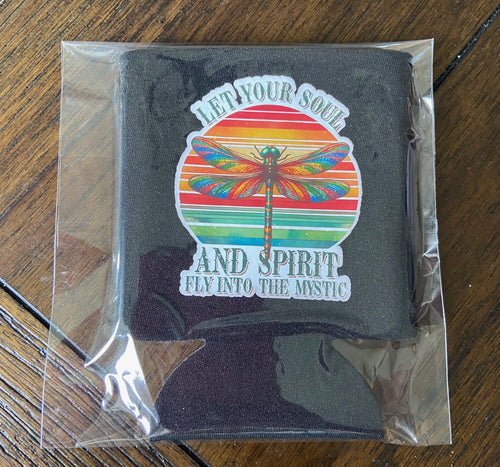 LET YOUR SOUL
AND SPIRIT
FLY INTO THE MYSTIC